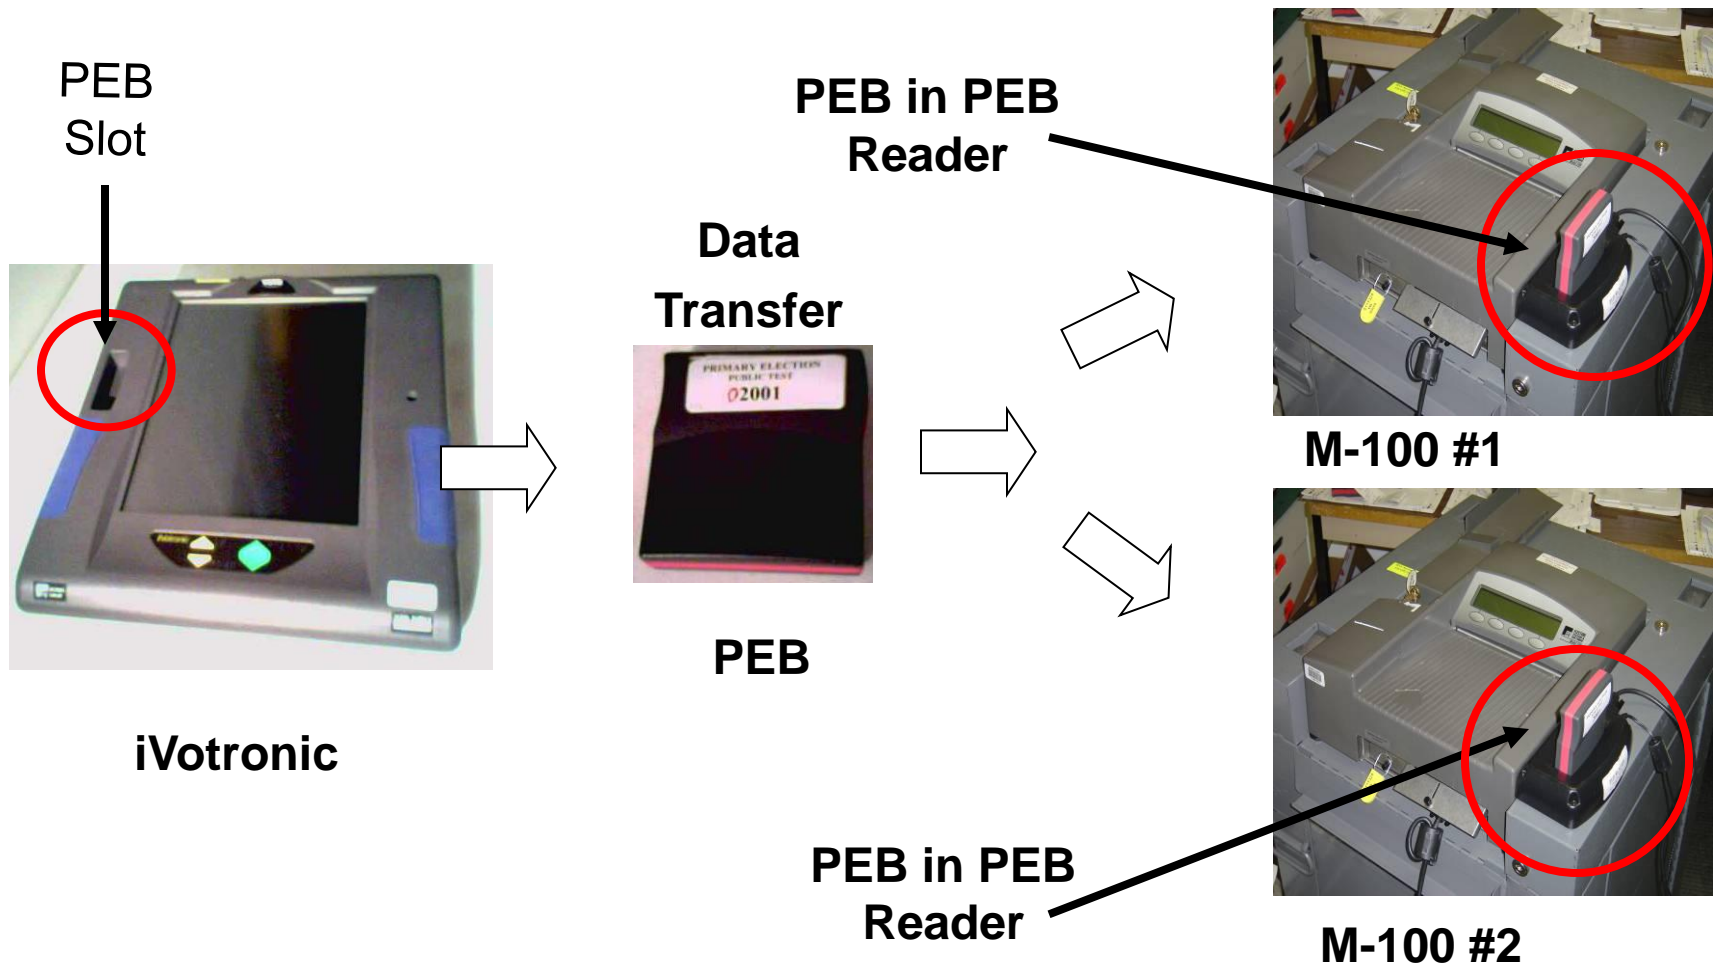 PEB
Slot
iVotronic
Data
Transfer
PRIMARY ELECTION
PUBLIC TEST
02001
PEB
PEB in PEB
Reader
M-100 #1
PEB in PEB
Reader
M-100 #2